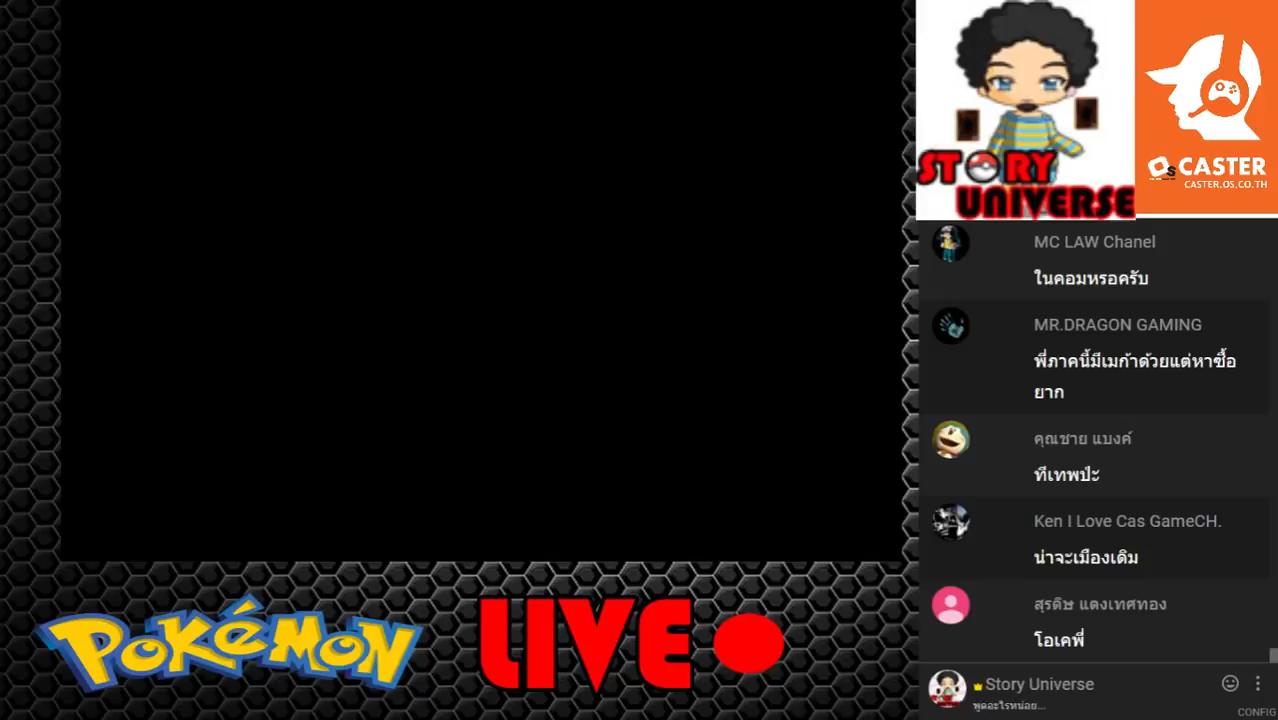 STORY
UNIVERSE
OS CASTER
CASTER.OS.CO.TH
MC LAW Chanel
ในคอมหรอครับ
MR.DRAGON GAMING
พี่ภาคนี้มีเมก้าด้วยแต่หาซื้อ
ยาก
คุณชาย แบงค์
ทีเทพป่ะ
Ken I Love Cas GameCH.
น่าจะเมืองเดิม
สุรดิษ แดงเทศทอง
โอเคพี่
Story Universe
พูดอะไรหน่อย...
CONFIG
POKéMON
LIVE